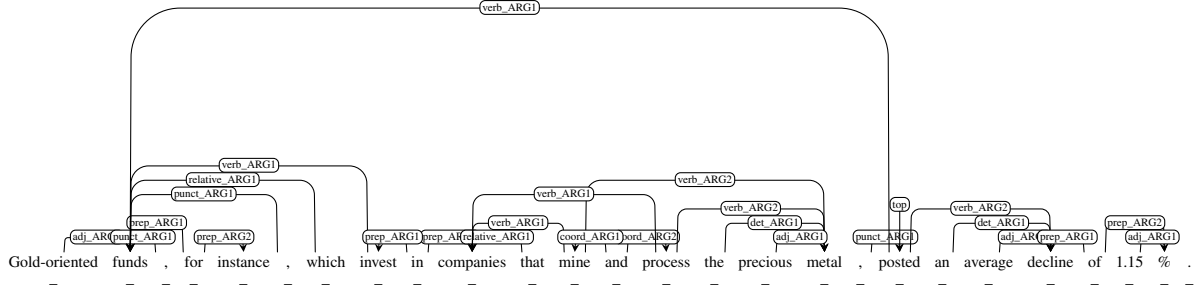 verb_ARG1
verb_ARG1
relative_ARG1 verb_ARG2
punct_ARG1 verb_ARG1
top
verb_ARG2 verb_ARG2
prep_ARG1 verb_ARG1 det_ARG1 det_ARG1 prep_ARG2
punct_ARG1 prep_ARG2 prep_ARG1 relative_ARG1 coord_ARG1 adj_ARG1 punct_ARG1 prep_ARG1 adj_ARG1
Gold-oriented funds , for instance , which invest in companies that mine and process the precious metal , posted an average decline of 1.15 % .
_ _ _ _ _ _ _ _ _ _ _ _ _ _ _ _ _ _ _ _ _ _ _ _ _ ­_